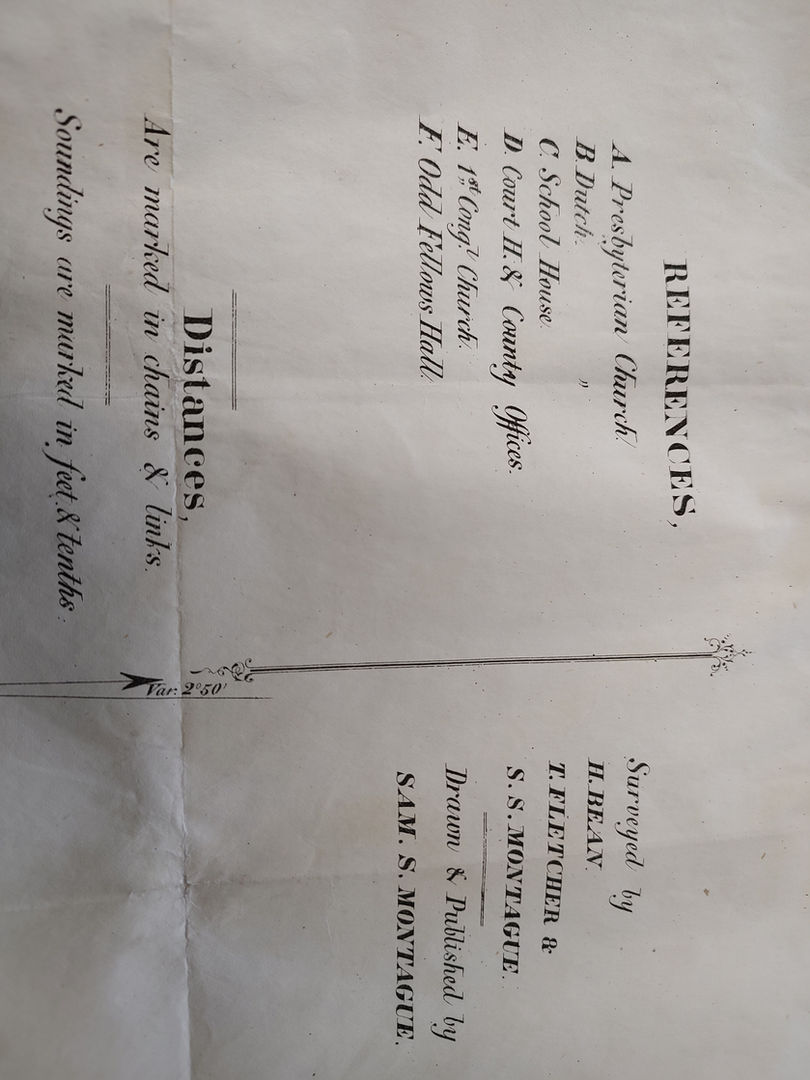 REFERENCES,
A. Presbyterian Church.
B. Dutch. „
C. School House.
D. Court H. & County Offices.
E. 1st Congl Church.
F. Odd Fellows Hall.
Distances,
Are marked in chains & links.
Soundings are marked in feet & tenths.
Var: 2°50'
Surveyed by
H. BEAN.
T. FLETCHER &
S. S. MONTAGUE.
Drawn & Published by
SAM. S. MONTAGUE.